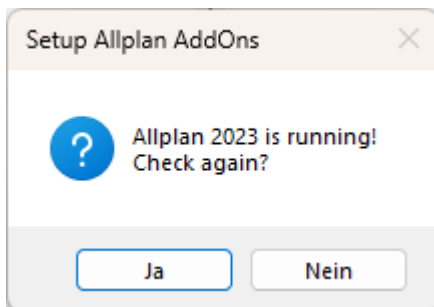 Setup Allplan AddOns
Allplan 2023 is running!
Check again?
Ja
Nein